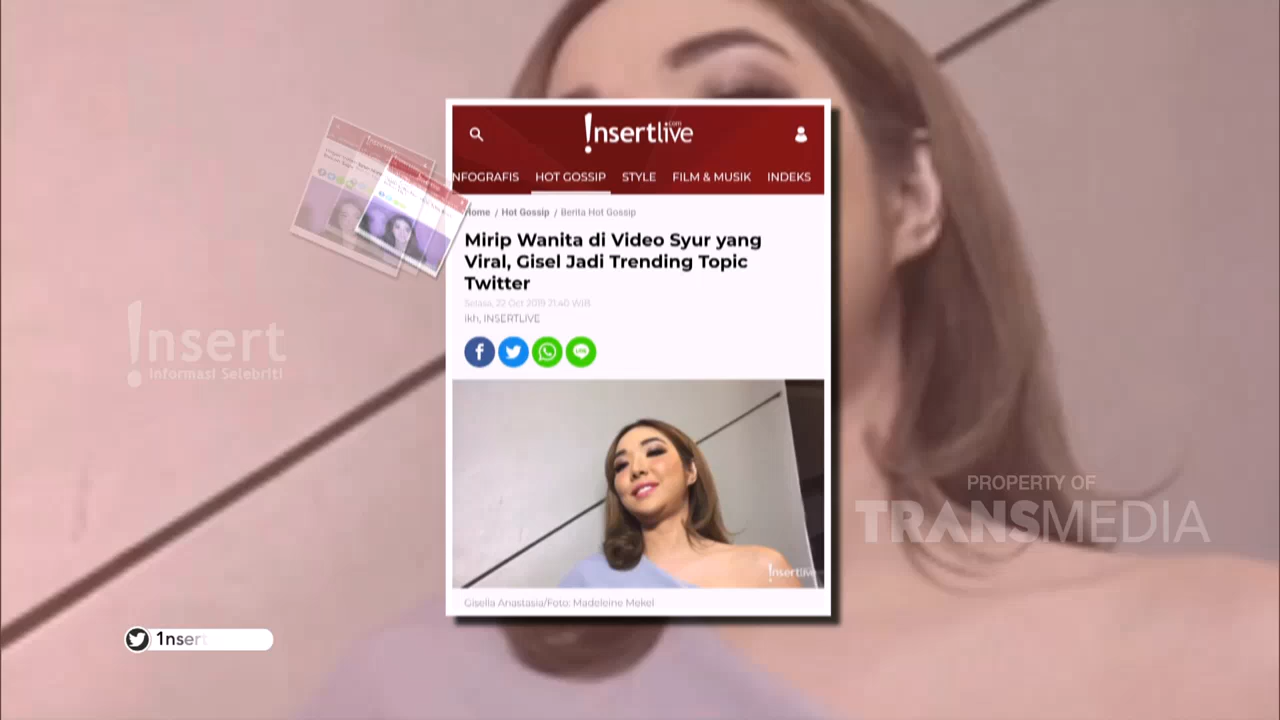 !nsertlive
.com
NFOGRAFIS HOT GOSSIP STYLE FILM & MUSIK INDEKS
Home / Hot Gossip / Berita Hot Gossip
Mirip Wanita di Video Syur yang
Viral, Gisel Jadi Trending Topic
Twitter
Selasa, 22 Oct 2019 21:40 WIB
ikh, INSERTLIVE
LINE
!nsert
Informasi Selebriti
PROPERTY OF
TRANSMEDIA
!nsertlive
Gisella Anastasia/Foto: Madeleine Mekel
1nsert